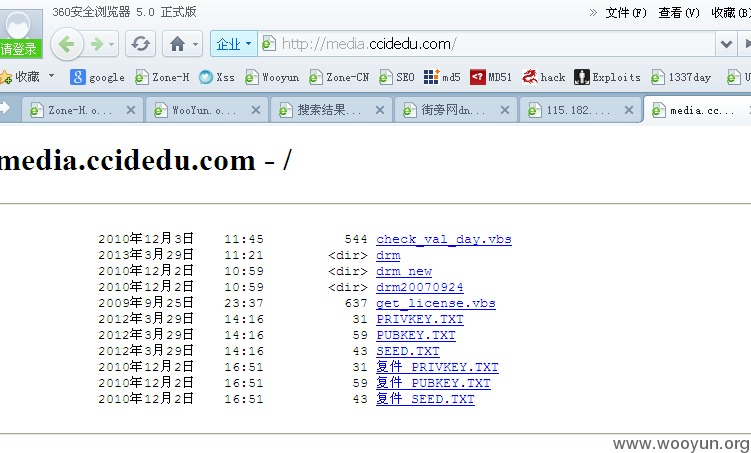 360安全浏览器 5.0 正式版 » 文件(F) 查看(V) 收藏(B)
请登录
企业 http://media.ccidedu.com/
收藏 google Zone-H Xss Wooyun Zone-CN SEO md5 MD51 hack Exploits 1337day U
Zone-H.o... WooYun.o... 搜索结果... 街旁网dn... 115.182.... media.cc...
media.ccidedu.com - /
2010年12月3日 11:45 544 check_val_day.vbs
2013年3月29日 11:21 <dir> drm
2010年12月2日 10:59 <dir> drm_new
2010年12月2日 10:59 <dir> drm20070924
2009年9月25日 23:37 637 get_license.vbs
2012年3月29日 14:16 31 PRIVKEY.TXT
2012年3月29日 14:16 59 PUBKEY.TXT
2012年3月29日 14:16 43 SEED.TXT
2010年12月2日 16:51 31 复件 PRIVKEY.TXT
2010年12月2日 16:51 59 复件 PUBKEY.TXT
2010年12月2日 16:51 43 复件 SEED.TXT
www.wooyun.org